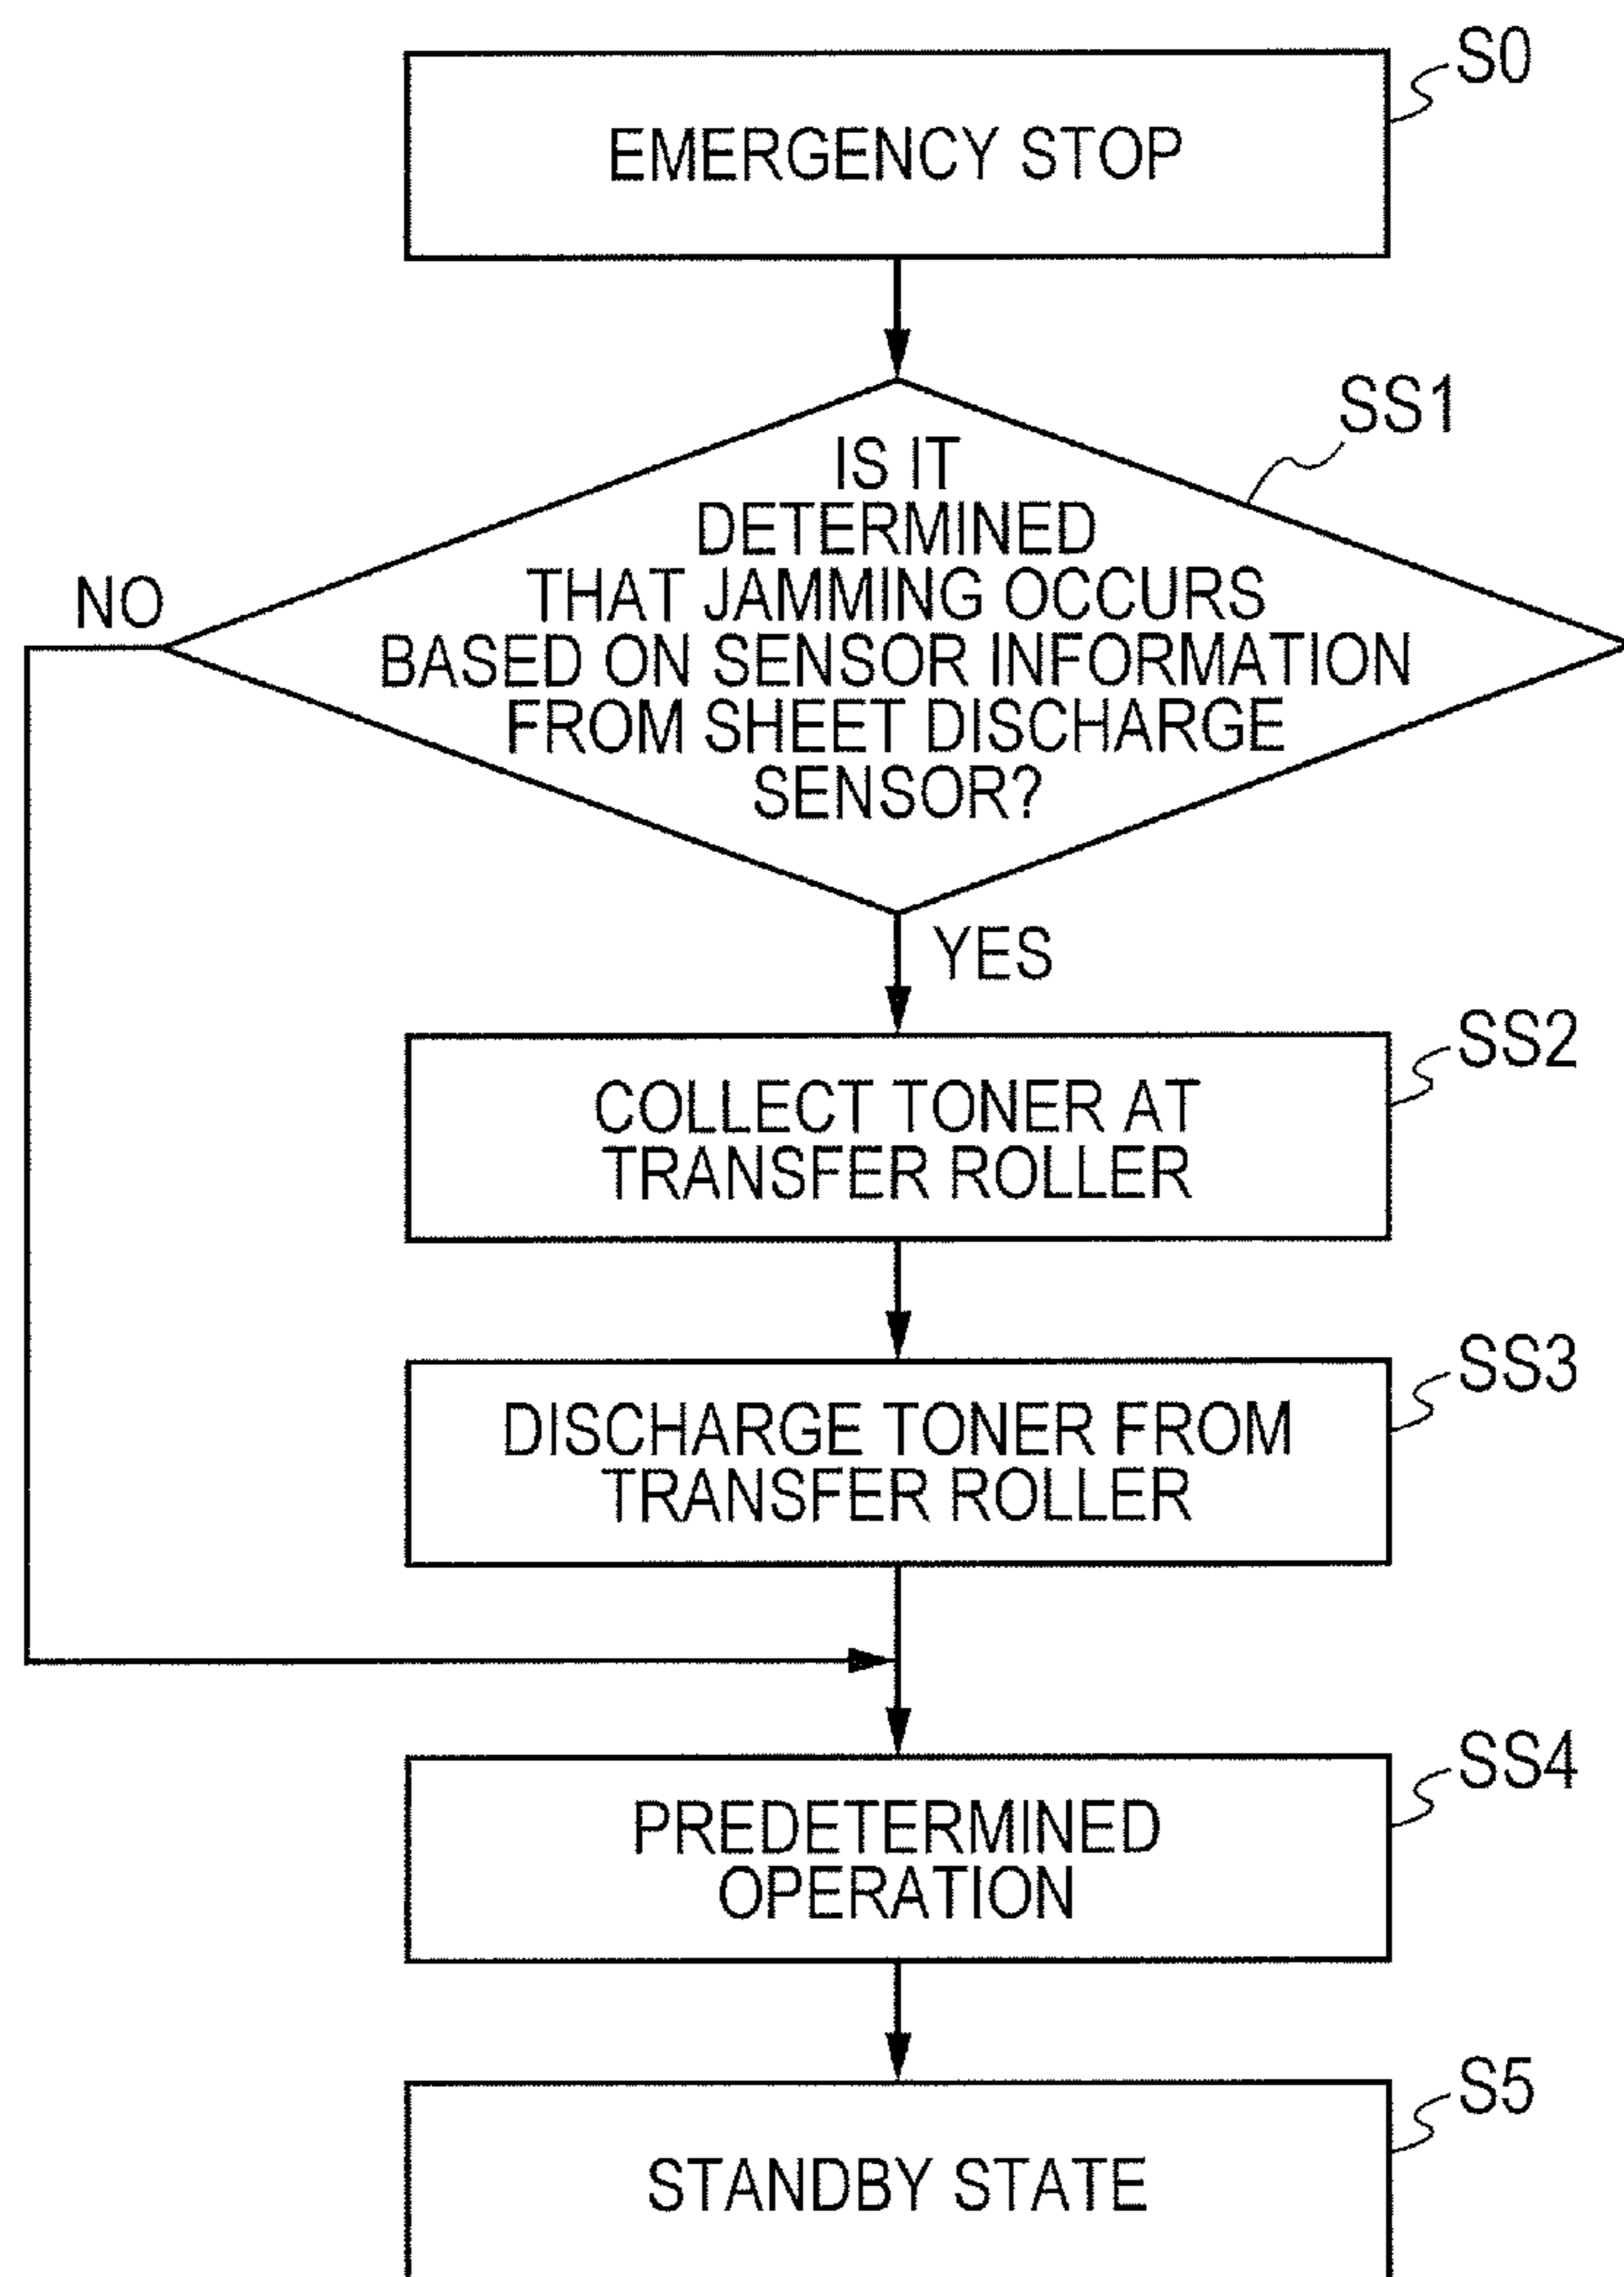 S0
EMERGENCY STOP
SS1
IS IT
DETERMINED
THAT JAMMING OCCURS
BASED ON SENSOR INFORMATION
FROM SHEET DISCHARGE
SENSOR?
NO
YES
SS2
COLLECT TONER AT
TRANSFER ROLLER
SS3
DISCHARGE TONER FROM
TRANSFER ROLLER
SS4
PREDETERMINED
OPERATION
S5
STANDBY STATE